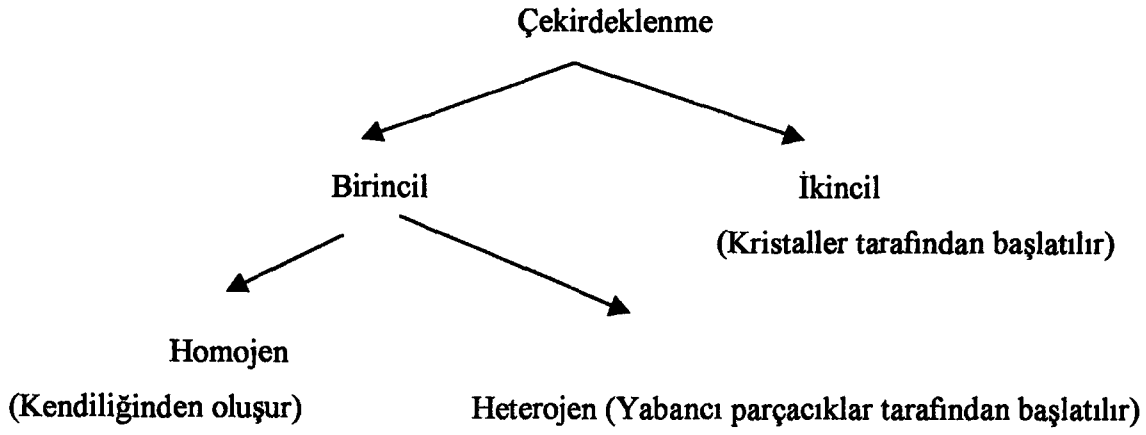 Çekirdeklenme
Birincil
İkincil
(Kristaller tarafından başlatılır)
Homojen
(Kendiliğinden oluşur)
Heterojen (Yabancı parçacıklar tarafından başlatılır)